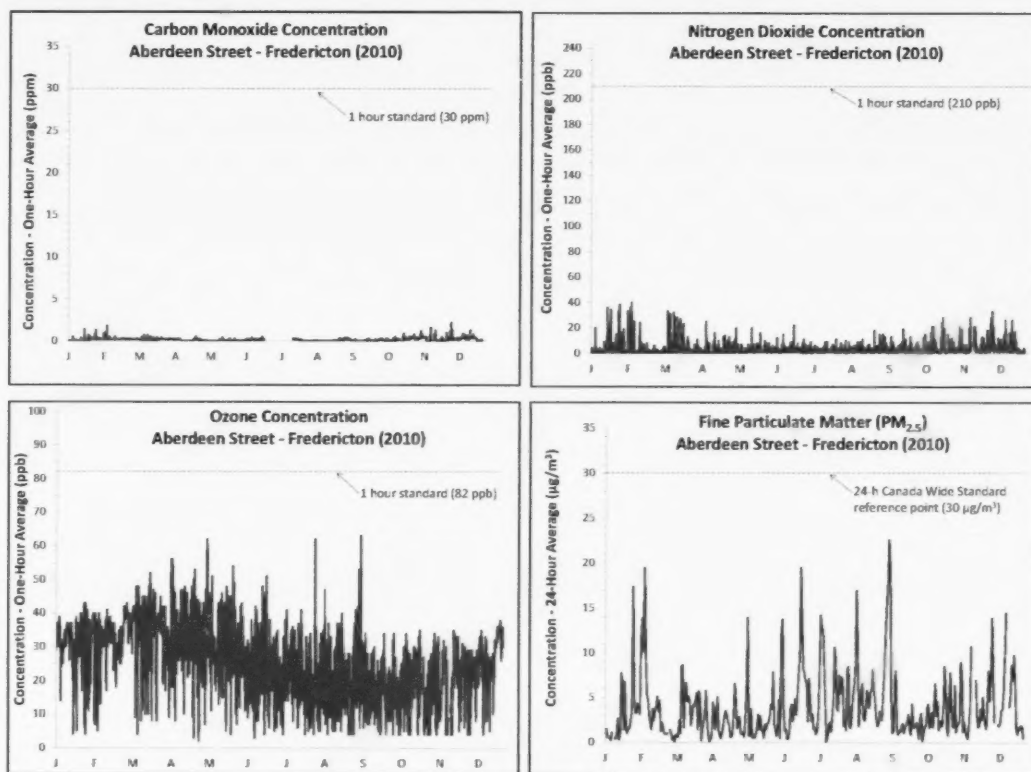 Carbon Monoxide Concentration
Aberdeen Street - Fredericton (2010)
Concentration - One-Hour Average (ppm)
35
30
25
20
15
10
5
0
1 hour standard (30 ppm)
J F M A M J J A S O N D
Nitrogen Dioxide Concentration
Aberdeen Street - Fredericton (2010)
Concentration - One-Hour Average (ppb)
240
220
200
180
160
140
120
100
80
60
40
20
0
1 hour standard (210 ppb)
J F M A M J J A S O N D
Ozone Concentration
Aberdeen Street - Fredericton (2010)
Concentration - One-Hour Average (ppb)
100
90
80
70
60
50
40
30
20
10
0
1 hour standard (82 ppb)
J F M A M J J A S O N D
Fine Particulate Matter (PM2.5)
Aberdeen Street - Fredericton (2010)
Concentration - 24-Hour Average (µg/m³)
35
30
25
20
15
10
5
0
24-h Canada Wide Standard
reference point (30 µg/m³)
J F M A M J J A S O N D